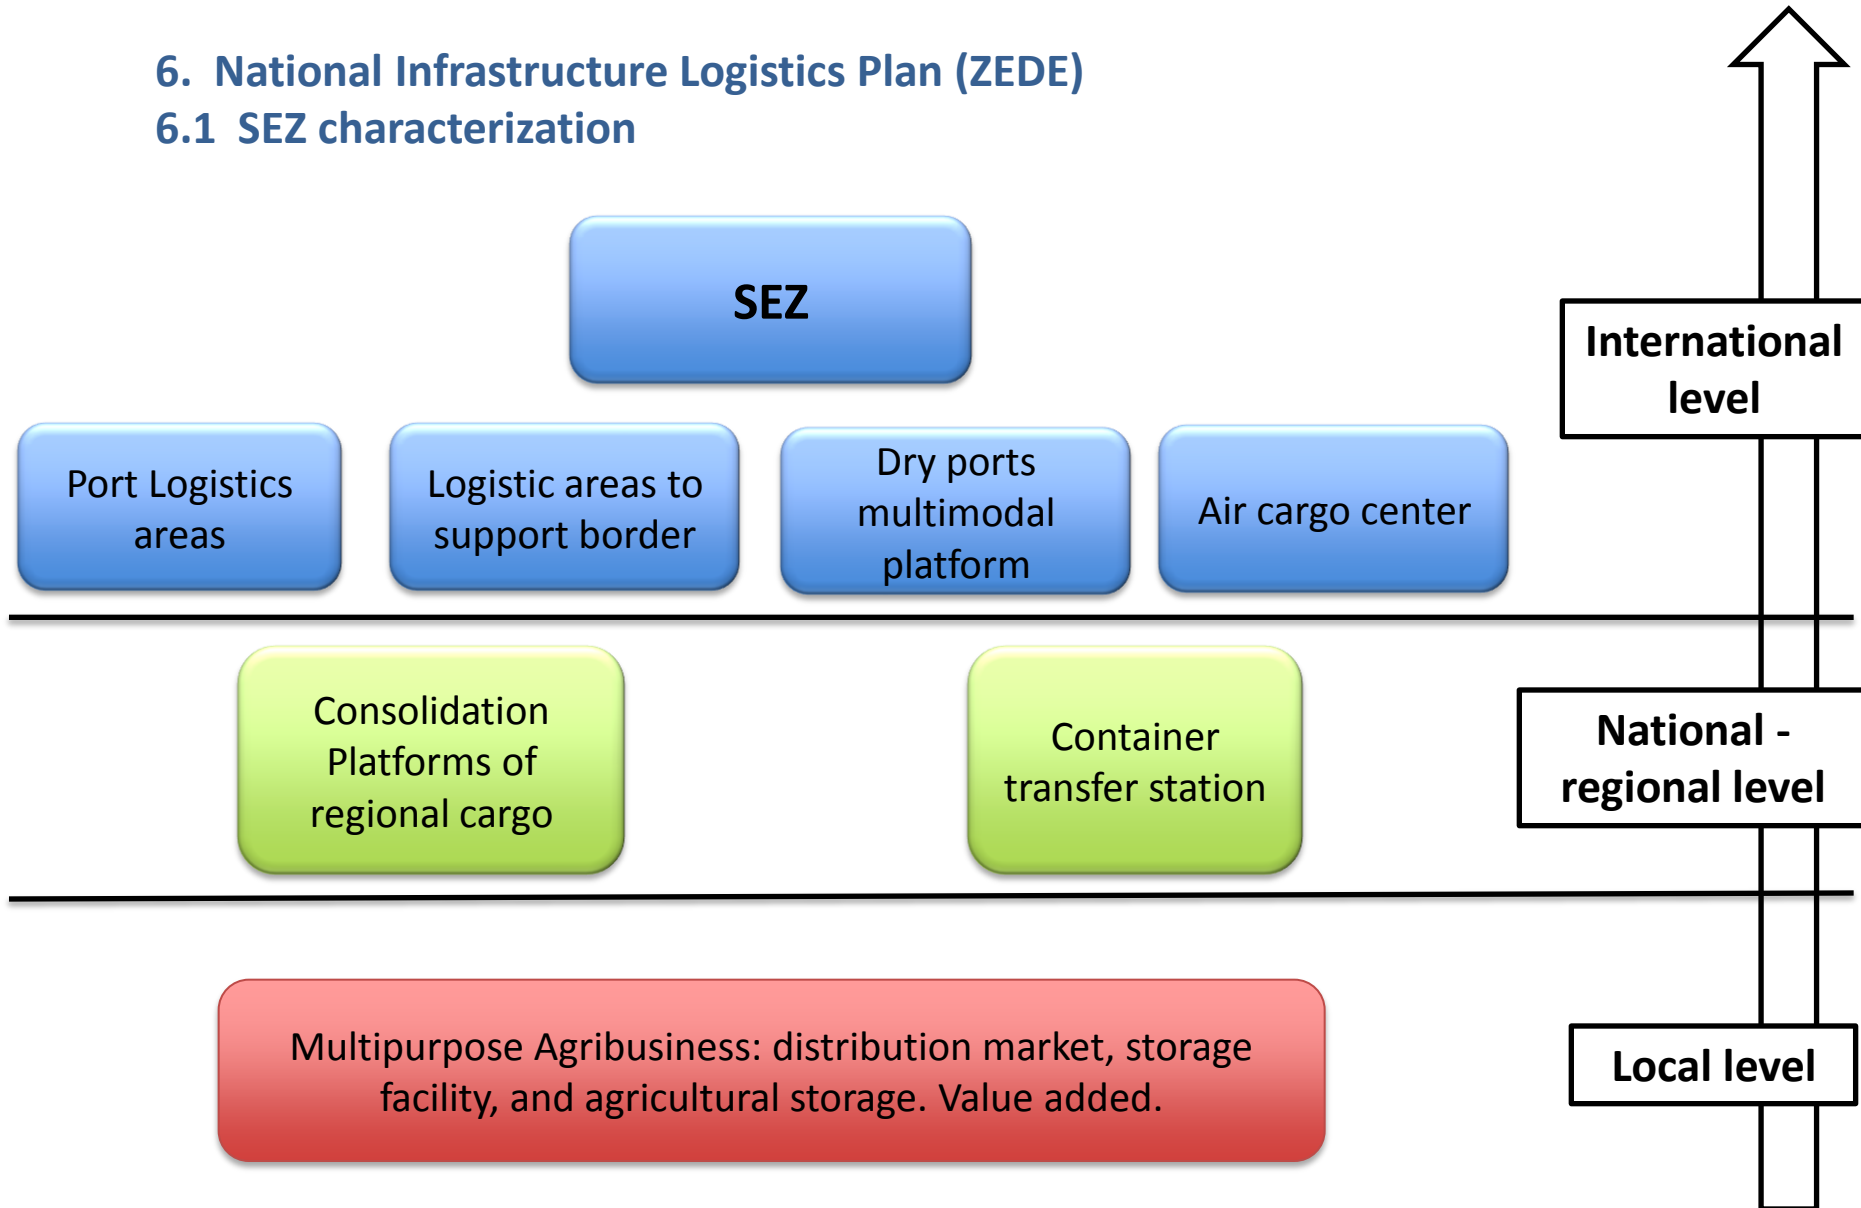 6. National Infrastructure Logistics Plan (ZEDE)
6.1 SEZ characterization
SEZ
International
level
Port Logistics
areas
Logistic areas to
support border
Dry ports
multimodal
platform
Air cargo center
Consolidation
Platforms of
regional cargo
Container
transfer station
National -
regional level
Multipurpose Agribusiness: distribution market, storage
facility, and agricultural storage. Value added.
Local level